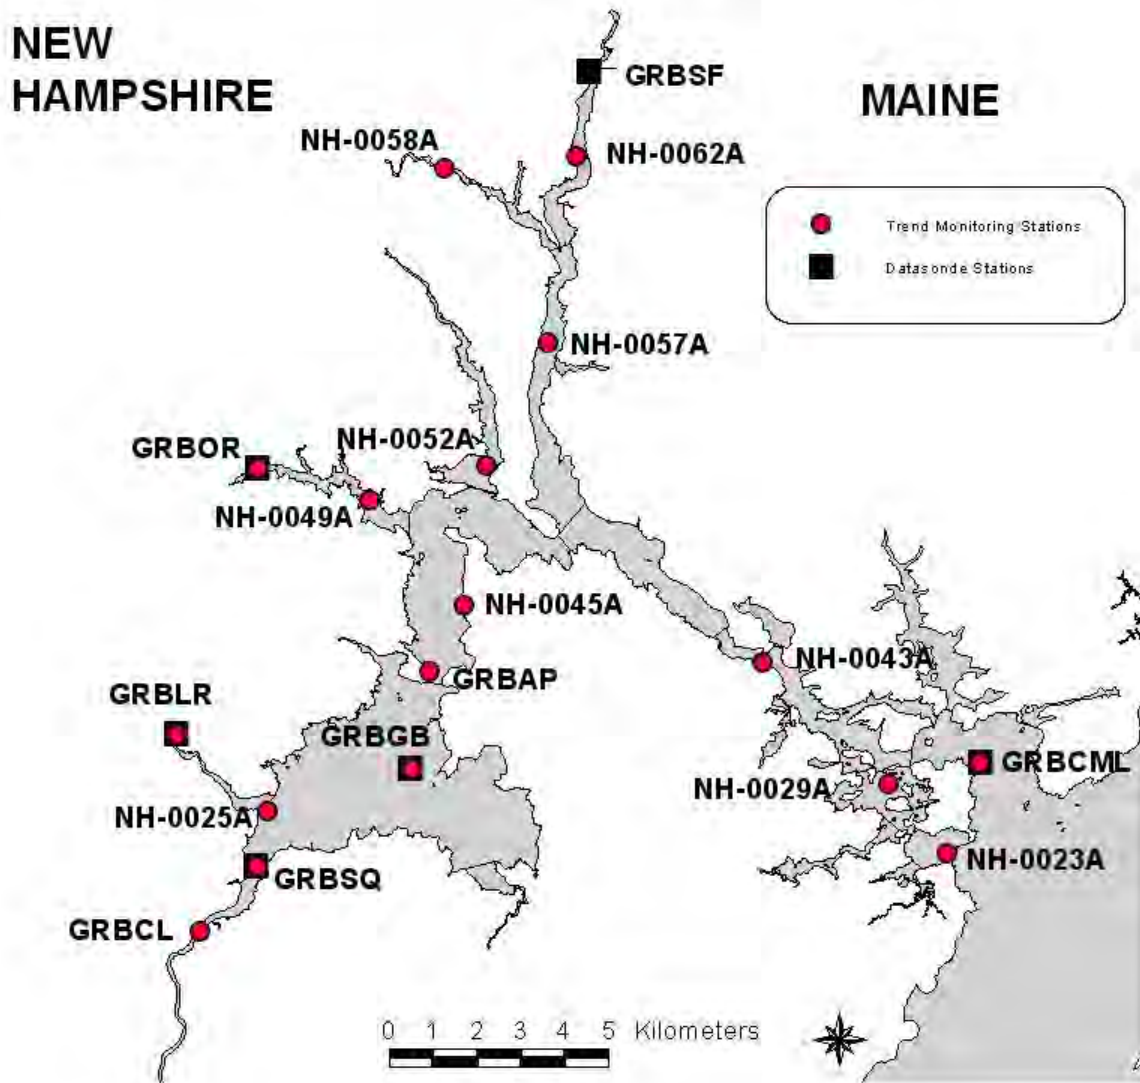 NEW
HAMPSHIRE
GRBSF
MAINE
NH-0058A
NH-0062A
Trend Monitoring Stations
Datasonde Stations
NH-0057A
NH-0052A
GRBOR
NH-0049A
NH-0045A
NH-0043A
GRBAP
GRBLR
GRBGB
GRBCML
NH-0029A
NH-0025A
NH-0023A
GRBSQ
GRBCL
0 1 2 3 4 5 Kilometers